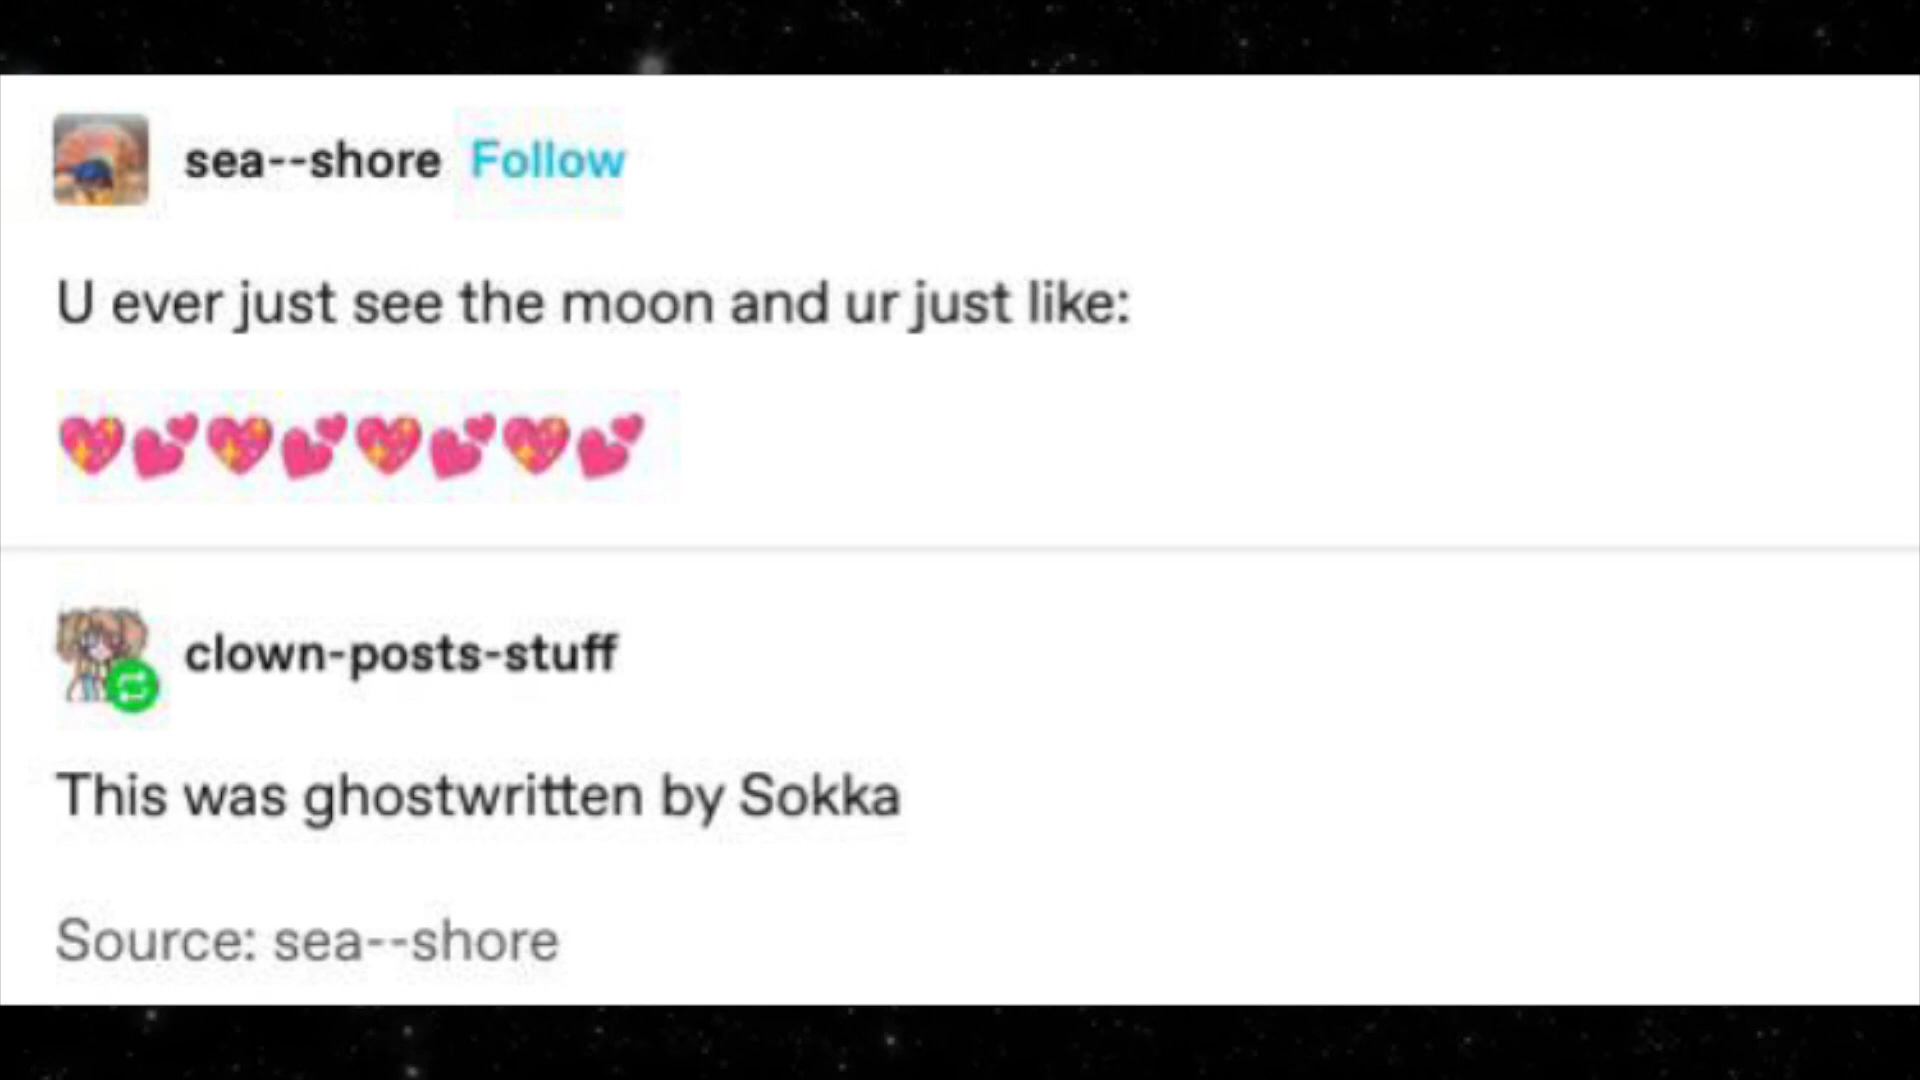 sea--shore Follow
U ever just see the moon and ur just like:
💖💕💖💕💖💕💖💕
clown-posts-stuff
This was ghostwritten by Sokka
Source: sea--shore